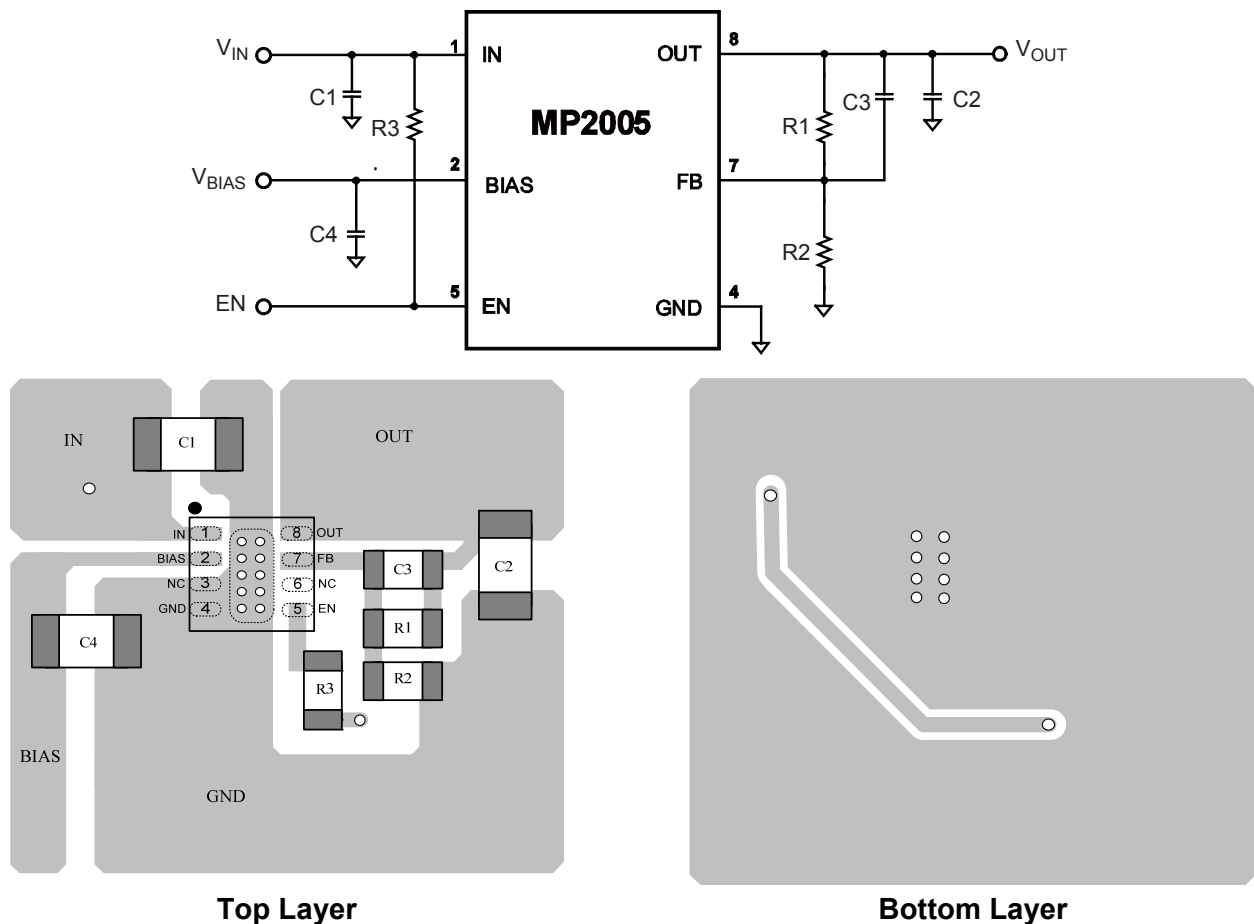 VIN
1
IN
OUT
8
VOUT
C1
R3
MP2005
R1
C3
C2
VBIAS
2
BIAS
FB
7
C4
R2
EN
5
EN
GND
4
IN
C1
OUT
IN 1 8 OUT
BIAS 2 7 FB
NC 3 6 NC
GND 4 5 EN
C3
C2
R1
C4
R2
R3
BIAS
GND
Top Layer
Bottom Layer